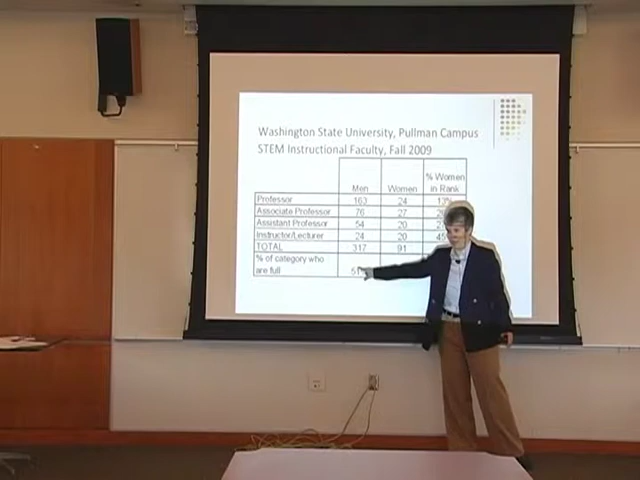 Washington State University, Pullman Campus
STEM Instructional Faculty, Fall 2009
% Women
Men Women in Rank
Professor 163 24 13%
Associate Professor 76 27
Assistant Professor 54 20
Instructor/Lecturer 24 20
TOTAL 317 91
% of category who
are full